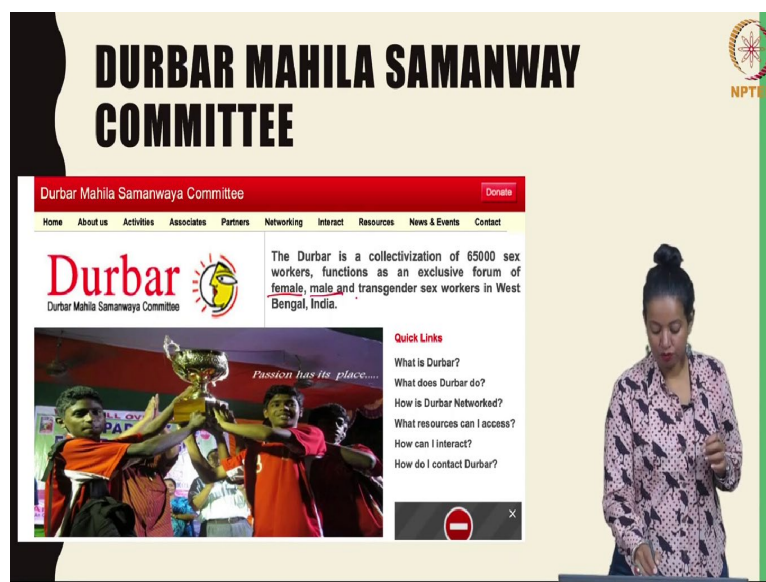 DURBAR MAHILA SAMANWAY
COMMITTEE
NPTE
Durbar Mahila Samanwaya Committee
Donate
Home About us Activities Associates Partners Networking Interact Resources News & Events Contact
Durbar
Durbar Mahila Samanwaya Committee
The Durbar is a collectivization of 65000 sex
workers, functions as an exclusive forum of
female, male and transgender sex workers in West
Bengal, India.
Passion has its place.....
Quick Links
What is Durbar?
What does Durbar do?
How is Durbar Networked?
What resources can I access?
How can I interact?
How do I contact Durbar?
X